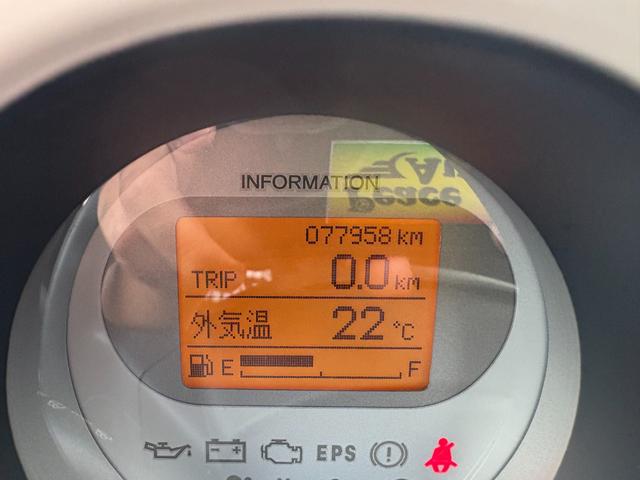 INFORMATION
077958 km
TRIP 0.0 km
外気温 22 ℃
E F
EPS